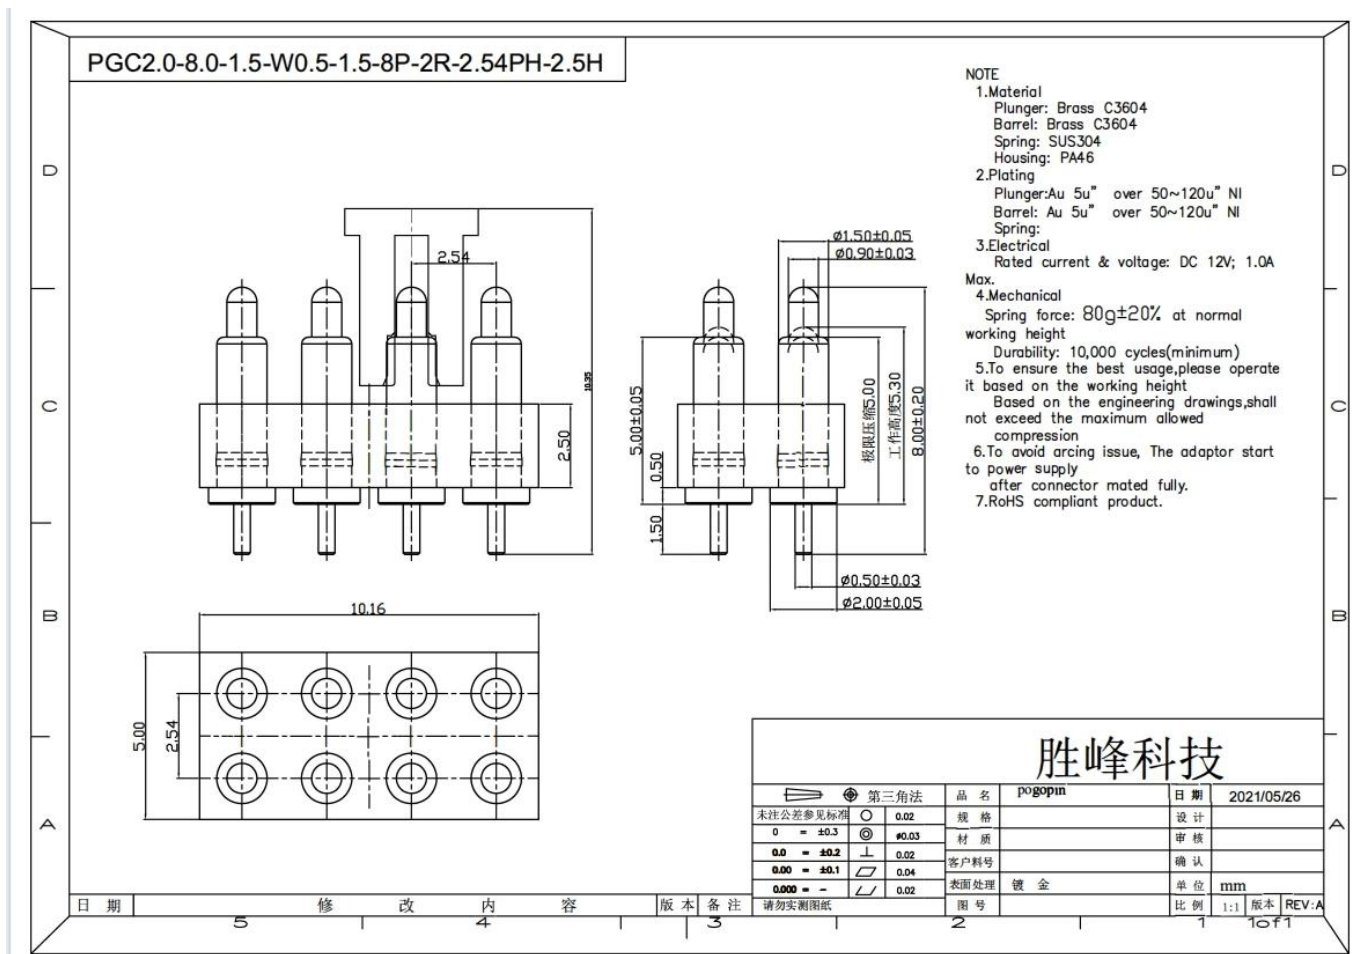 PGC2.0-8.0-1.5-W0.5-1.5-8P-2R-2.54PH-2.5H
NOTE
1.Material
Plunger: Brass C3604
Barrel: Brass C3604
Spring: SUS304
Housing: PA46
2.Plating
Plunger:Au 5u" over 50~120u" NI
Barrel: Au 5u" over 50~120u" NI
Spring:
3.Electrical
Rated current & voltage: DC 12V; 1.0A
Max.
4.Mechanical
Spring force: 80g±20% at normal
working height
Durability: 10,000 cycles(minimum)
5.To ensure the best usage,please operate
it based on the working height
Based on the engineering drawings,shall
not exceed the maximum allowed
compression
6.To avoid arcing issue, The adaptor start
to power supply
after connector mated fully.
7.RoHS compliant product.
D
C
B
A
D
C
B
A
2.54
10.35
2.50
ø1.50±0.05
ø0.90±0.03
5.00±0.05
0.50
1.50
极限压缩5.00
工作高度5.30
8.00±0.20
ø0.50±0.03
ø2.00±0.05
10.16
5.00
2.54
胜峰科技
第三角法
品 名
pogopin
日 期
2021/05/26
未注公差参见标准
0.02
规 格
设 计
0 = ±0.3
ø0.03
材 质
审 核
0.0 = ±0.2
0.02
客户料号
确 认
0.00 = ±0.1
0.04
表面处理
镀 金
单 位
mm
0.000 = -
0.02
请勿实测图纸
图 号
比 例
1:1
版本
REV:A
日 期
修 改 内 容
版 本
备 注
5
4
3
2
1
1of1